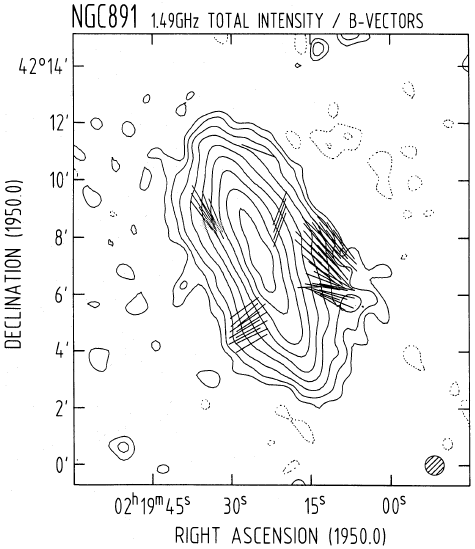 NGC891 1.49GHz TOTAL INTENSITY / B-VECTORS
42°14'
12'
10'
8'
6'
4'
2'
0'
DECLINATION (1950.0)
02ʰ19ᵐ45ˢ 30ˢ 15ˢ 00ˢ
RIGHT ASCENSION (1950.0)